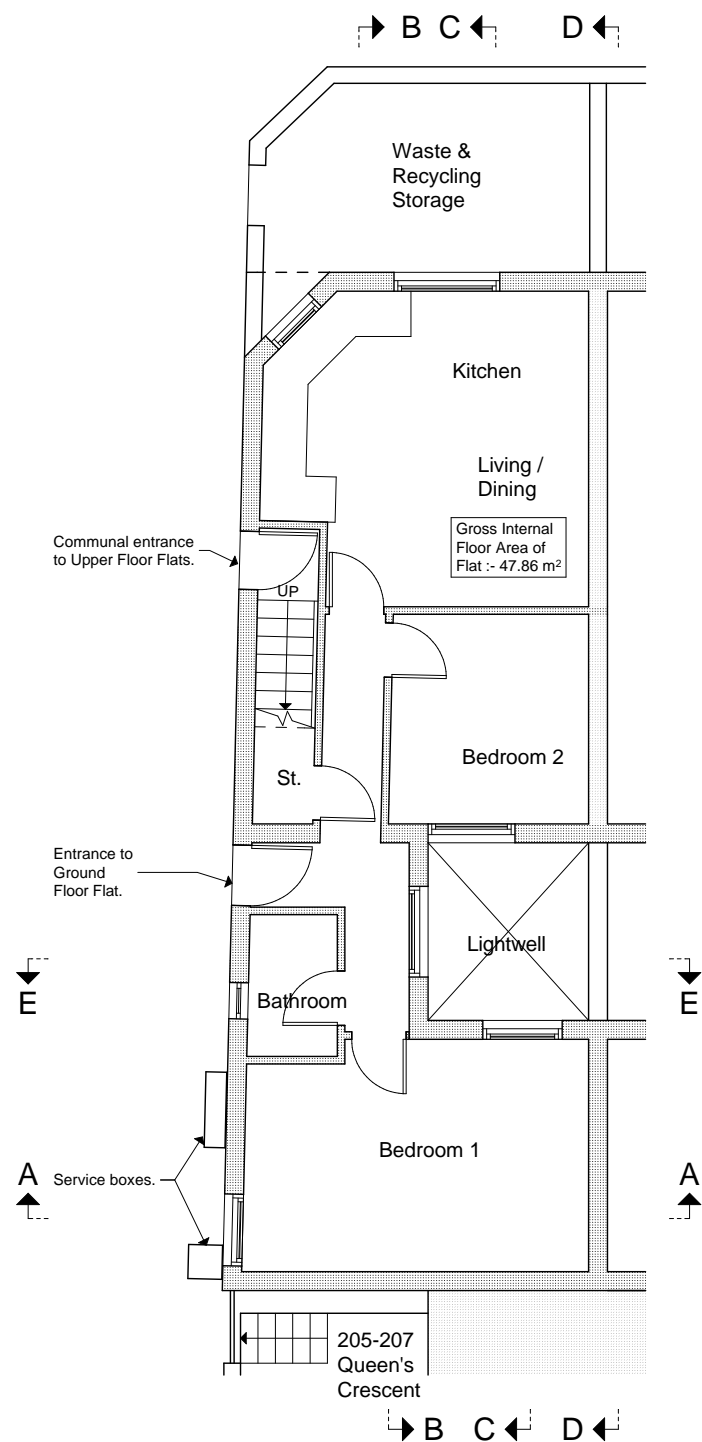 B C D
Waste &
Recycling
Storage
Kitchen
Living /
Dining
Gross Internal
Floor Area of
Flat :- 47.86 m²
Communal entrance
to Upper Floor Flats.
UP
Bedroom 2
St.
Entrance to
Ground
Floor Flat.
Lightwell
E E
Bathroom
Bedroom 1
A A
Service boxes.
205-207
Queen's
Crescent
B C D